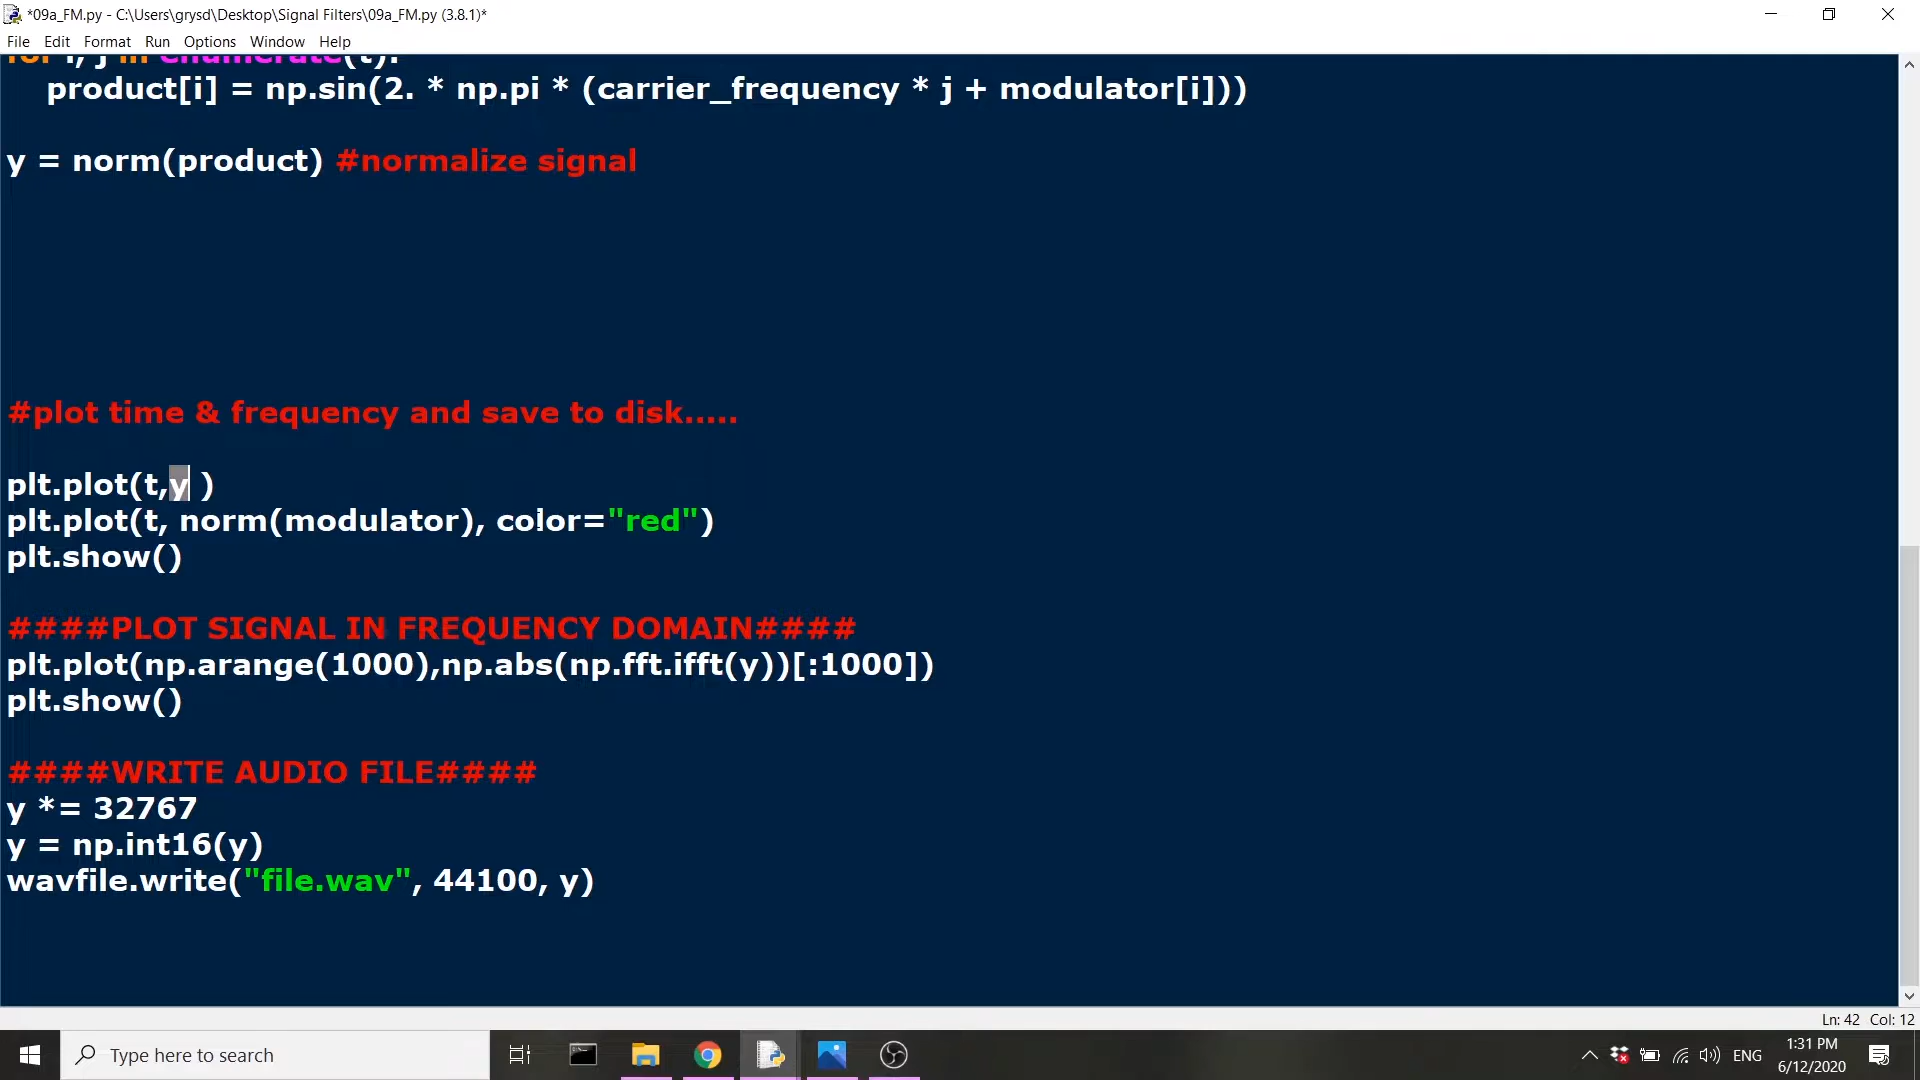 *09a_FM.py - C:\Users\grysd\Desktop\Signal Filters\09a_FM.py (3.8.1)*
File Edit Format Run Options Window Help
for i, j in enumerate(t):
product[i] = np.sin(2. * np.pi * (carrier_frequency * j + modulator[i]))
y = norm(product) #normalize signal
#plot time & frequency and save to disk.....
plt.plot(t,y )
plt.plot(t, norm(modulator), color="red")
plt.show()
####PLOT SIGNAL IN FREQUENCY DOMAIN####
plt.plot(np.arange(1000),np.abs(np.fft.ifft(y))[:1000])
plt.show()
####WRITE AUDIO FILE####
y *= 32767
y = np.int16(y)
wavfile.write("file.wav", 44100, y)
Ln: 42 Col: 12
Type here to search
ENG
1:31 PM
6/12/2020